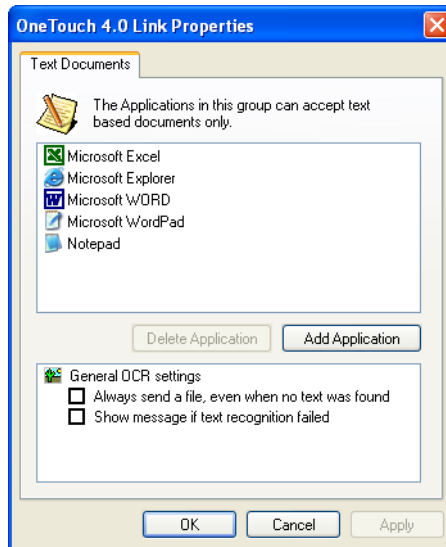 OneTouch 4.0 Link Properties
Text Documents
The Applications in this group can accept text
based documents only.
Microsoft Excel
Microsoft Explorer
Microsoft WORD
Microsoft WordPad
Notepad
Delete Application Add Application
General OCR settings
Always send a file, even when no text was found
Show message if text recognition failed
OK Cancel Apply